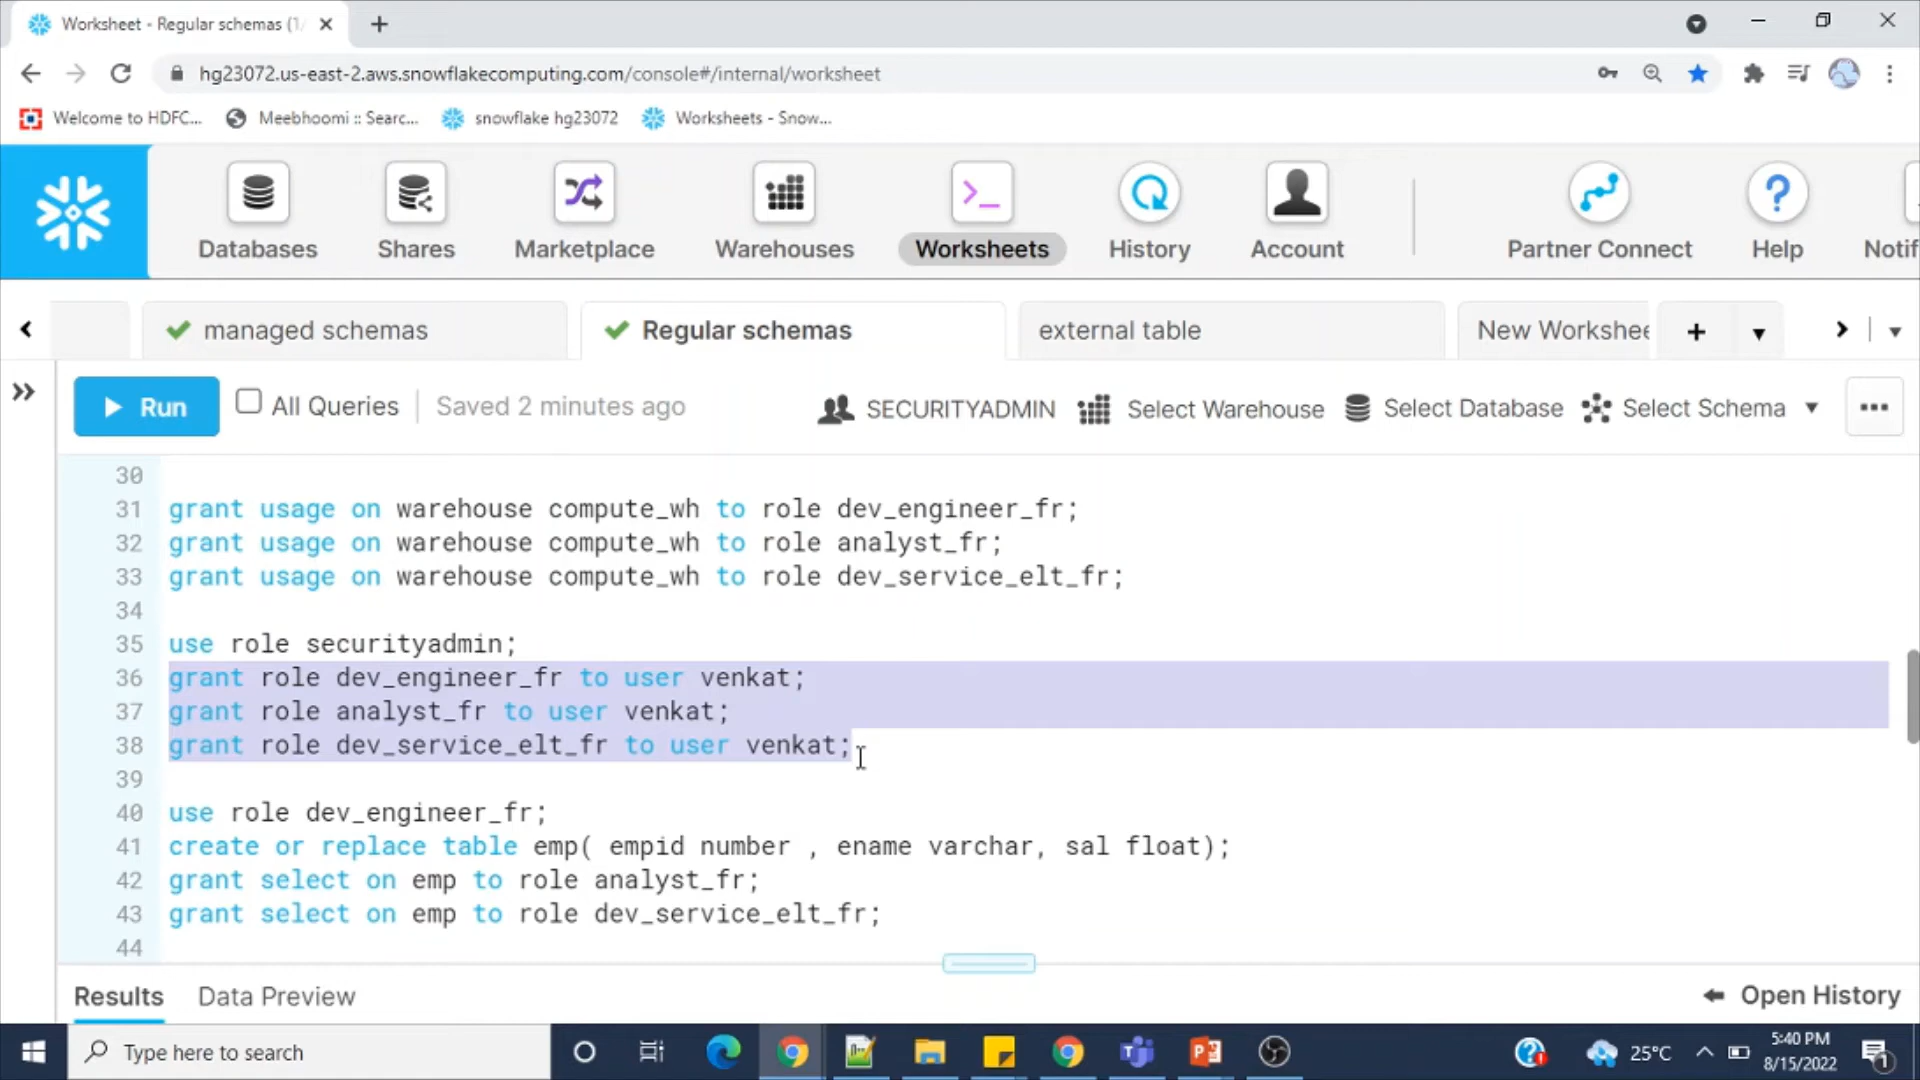 Worksheet - Regular schemas (1/
hg23072.us-east-2.aws.snowflakecomputing.com/console#/internal/worksheet
Welcome to HDFC...
Meebhoomi :: Searc...
snowflake hg23072
Worksheets - Snow...
Databases
Shares
Marketplace
Warehouses
Worksheets
History
Account
Partner Connect
Help
Notif
managed schemas
Regular schemas
external table
New Workshee
Run
All Queries
Saved 2 minutes ago
SECURITYADMIN
Select Warehouse
Select Database
Select Schema
30
31 grant usage on warehouse compute_wh to role dev_engineer_fr;
32 grant usage on warehouse compute_wh to role analyst_fr;
33 grant usage on warehouse compute_wh to role dev_service_elt_fr;
34
35 use role securityadmin;
36 grant role dev_engineer_fr to user venkat;
37 grant role analyst_fr to user venkat;
38 grant role dev_service_elt_fr to user venkat;
39
40 use role dev_engineer_fr;
41 create or replace table emp( empid number , ename varchar, sal float);
42 grant select on emp to role analyst_fr;
43 grant select on emp to role dev_service_elt_fr;
44
Results
Data Preview
Open History
Type here to search
25°C
5:40 PM
8/15/2022
1